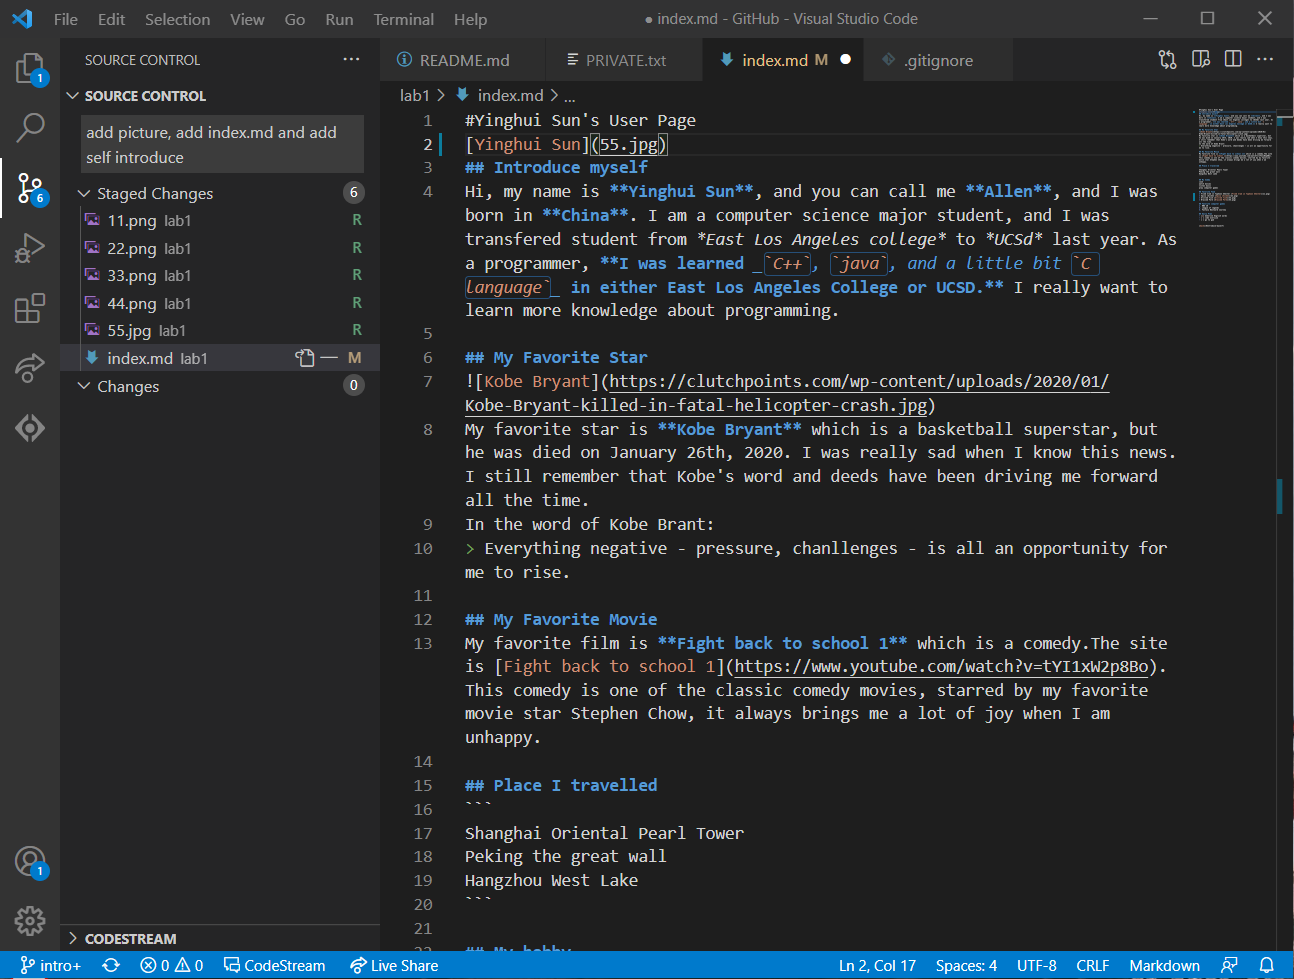 File Edit Selection View Go Run Terminal Help
● index.md - GitHub - Visual Studio Code
SOURCE CONTROL ···
README.md PRIVATE.txt index.md M .gitignore
SOURCE CONTROL
add picture, add index.md and add
self introduce
Staged Changes 6
11.png lab1 R
22.png lab1 R
33.png lab1 R
44.png lab1 R
55.jpg lab1 R
index.md lab1 M
Changes 0
CODESTREAM
1
6
1
lab1 > index.md > ...
1 #Yinghui Sun's User Page
2 [Yinghui Sun](55.jpg)
3 ## Introduce myself
4 Hi, my name is **Yinghui Sun**, and you can call me **Allen**, and I was
born in **China**. I am a computer science major student, and I was
transfered student from *East Los Angeles college* to *UCSd* last year. As
a programmer, **I was learned _`C++`, `java`, and a little bit `C
language`_ in either East Los Angeles College or UCSD.** I really want to
learn more knowledge about programming.
5
6 ## My Favorite Star
7 ![Kobe Bryant](https://clutchpoints.com/wp-content/uploads/2020/01/
Kobe-Bryant-killed-in-fatal-helicopter-crash.jpg)
8 My favorite star is **Kobe Bryant** which is a basketball superstar, but
he was died on January 26th, 2020. I was really sad when I know this news.
I still remember that Kobe's word and deeds have been driving me forward
all the time.
9 In the word of Kobe Brant:
10 > Everything negative - pressure, chanllenges - is all an opportunity for
me to rise.
11
12 ## My Favorite Movie
13 My favorite film is **Fight back to school 1** which is a comedy.The site
is [Fight back to school 1](https://www.youtube.com/watch?v=tYI1xW2p8Bo).
This comedy is one of the classic comedy movies, starred by my favorite
movie star Stephen Chow, it always brings me a lot of joy when I am
unhappy.
14
15 ## Place I travelled
16 ```
17 Shanghai Oriental Pearl Tower
18 Peking the great wall
19 Hangzhou West Lake
20 ```
21
22 ## My hobby
intro+ 0 0 CodeStream Live Share Ln 2, Col 17 Spaces: 4 UTF-8 CRLF Markdown